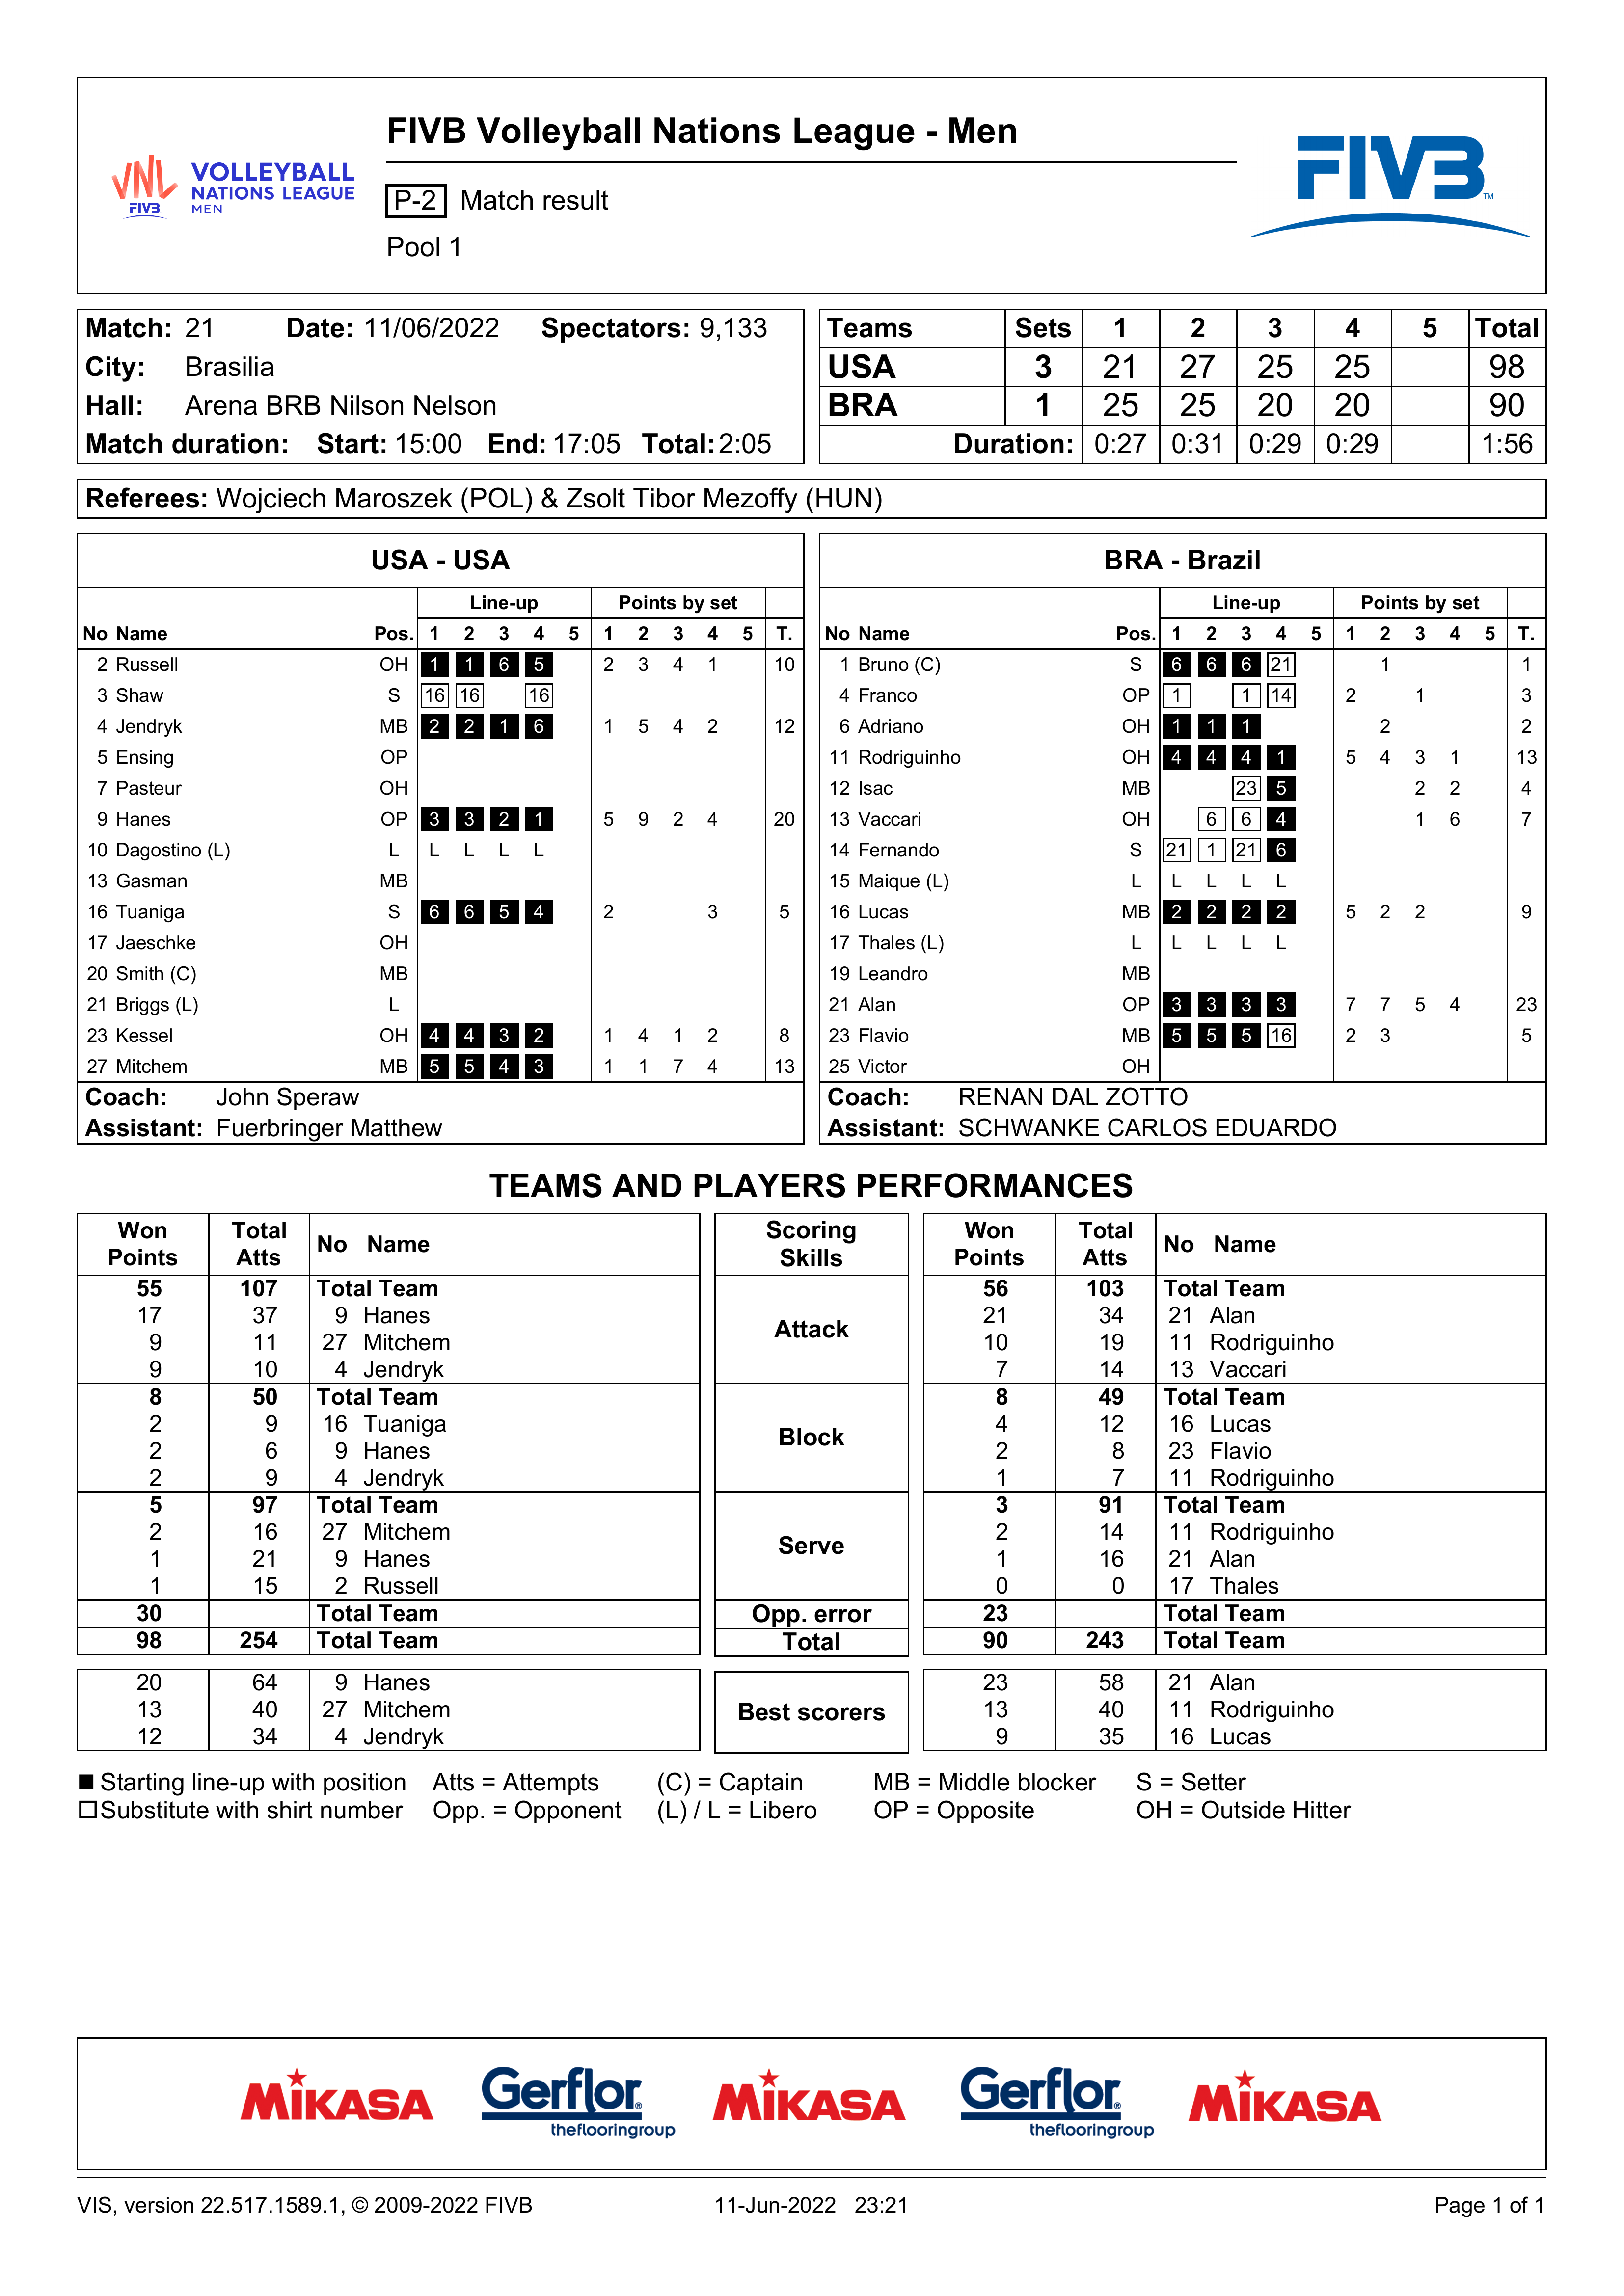 FIVB Volleyball Nations League - Men
VNL FIVB VOLLEYBALL NATIONS LEAGUE MEN
P-2 Match result
Pool 1
FIVB TM
Match: 21 Date: 11/06/2022 Spectators: 9,133
City: Brasilia
Hall: Arena BRB Nilson Nelson
Match duration: Start: 15:00 End: 17:05 Total: 2:05
Teams Sets 1 2 3 4 5 Total
USA 3 21 27 25 25 98
BRA 1 25 25 20 20 90
Duration: 0:27 0:31 0:29 0:29 1:56
Referees: Wojciech Maroszek (POL) & Zsolt Tibor Mezoffy (HUN)
USA - USA
Line-up Points by set
No Name Pos. 1 2 3 4 5 1 2 3 4 5 T.
2 Russell OH 1 1 6 5 2 3 4 1 10
3 Shaw S 16 16 16
4 Jendryk MB 2 2 1 6 1 5 4 2 12
5 Ensing OP
7 Pasteur OH
9 Hanes OP 3 3 2 1 5 9 2 4 20
10 Dagostino (L) L L L L L
13 Gasman MB
16 Tuaniga S 6 6 5 4 2 3 5
17 Jaeschke OH
20 Smith (C) MB
21 Briggs (L) L
23 Kessel OH 4 4 3 2 1 4 1 2 8
27 Mitchem MB 5 5 4 3 1 1 7 4 13
Coach: John Speraw
Assistant: Fuerbringer Matthew
BRA - Brazil
Line-up Points by set
No Name Pos. 1 2 3 4 5 1 2 3 4 5 T.
1 Bruno (C) S 6 6 6 21 1 1
4 Franco OP 1 1 14 2 1 3
6 Adriano OH 1 1 1 2 2
11 Rodriguinho OH 4 4 4 1 5 4 3 1 13
12 Isac MB 23 5 2 2 4
13 Vaccari OH 6 6 4 1 6 7
14 Fernando S 21 1 21 6
15 Maique (L) L L L L L
16 Lucas MB 2 2 2 2 5 2 2 9
17 Thales (L) L L L L L
19 Leandro MB
21 Alan OP 3 3 3 3 7 7 5 4 23
23 Flavio MB 5 5 5 16 2 3 5
25 Victor OH
Coach: RENAN DAL ZOTTO
Assistant: SCHWANKE CARLOS EDUARDO
TEAMS AND PLAYERS PERFORMANCES
Won Points Total Atts No Name Scoring Skills Won Points Total Atts No Name
55 107 Total Team Attack 56 103 Total Team
17 37 9 Hanes 21 34 21 Alan
9 11 27 Mitchem 10 19 11 Rodriguinho
9 10 4 Jendryk 7 14 13 Vaccari
8 50 Total Team Block 8 49 Total Team
2 9 16 Tuaniga 4 12 16 Lucas
2 6 9 Hanes 2 8 23 Flavio
2 9 4 Jendryk 1 7 11 Rodriguinho
5 97 Total Team Serve 3 91 Total Team
2 16 27 Mitchem 2 14 11 Rodriguinho
1 21 9 Hanes 1 16 21 Alan
1 15 2 Russell 0 0 17 Thales
30 Total Team Opp. error 23 Total Team
98 254 Total Team Total 90 243 Total Team
20 64 9 Hanes Best scorers 23 58 21 Alan
13 40 27 Mitchem 13 40 11 Rodriguinho
12 34 4 Jendryk 9 35 16 Lucas
■ Starting line-up with position Atts = Attempts (C) = Captain MB = Middle blocker S = Setter
□ Substitute with shirt number Opp. = Opponent (L) / L = Libero OP = Opposite OH = Outside Hitter
MIKASA Gerflor® theflooringgroup MIKASA Gerflor® theflooringgroup MIKASA
VIS, version 22.517.1589.1, © 2009-2022 FIVB 11-Jun-2022 23:21 Page 1 of 1